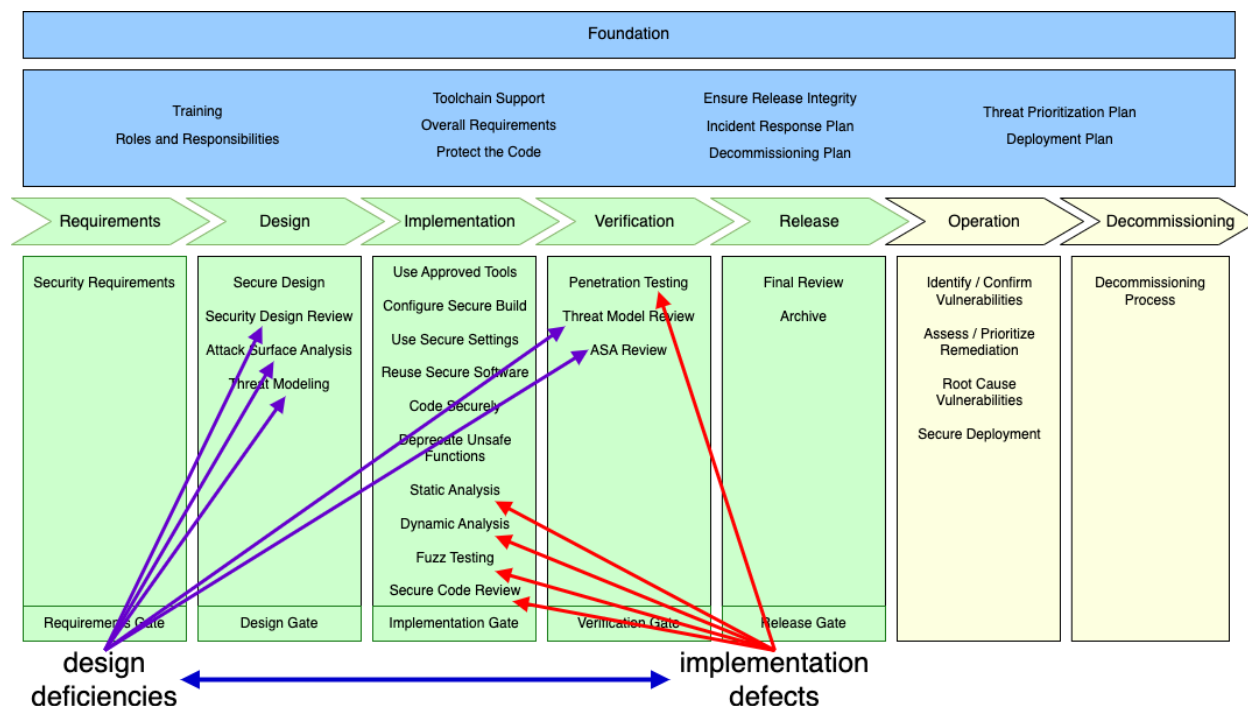 Foundation
Training
Roles and Responsibilities
Toolchain Support
Overall Requirements
Protect the Code
Ensure Release Integrity
Incident Response Plan
Decommissioning Plan
Threat Prioritization Plan
Deployment Plan
Requirements
Design
Implementation
Verification
Release
Operation
Decommissioning
Security Requirements
Requirements Gate
Secure Design
Security Design Review
Attack Surface Analysis
Threat Modeling
Design Gate
Use Approved Tools
Configure Secure Build
Use Secure Settings
Reuse Secure Software
Code Securely
Deprecate Unsafe
Functions
Static Analysis
Dynamic Analysis
Fuzz Testing
Secure Code Review
Implementation Gate
Penetration Testing
Threat Model Review
ASA Review
Verification Gate
Final Review
Archive
Release Gate
Identify / Confirm
Vulnerabilities
Assess / Prioritize
Remediation
Root Cause
Vulnerabilities
Secure Deployment
Decommissioning
Process
design
deficiencies
implementation
defects